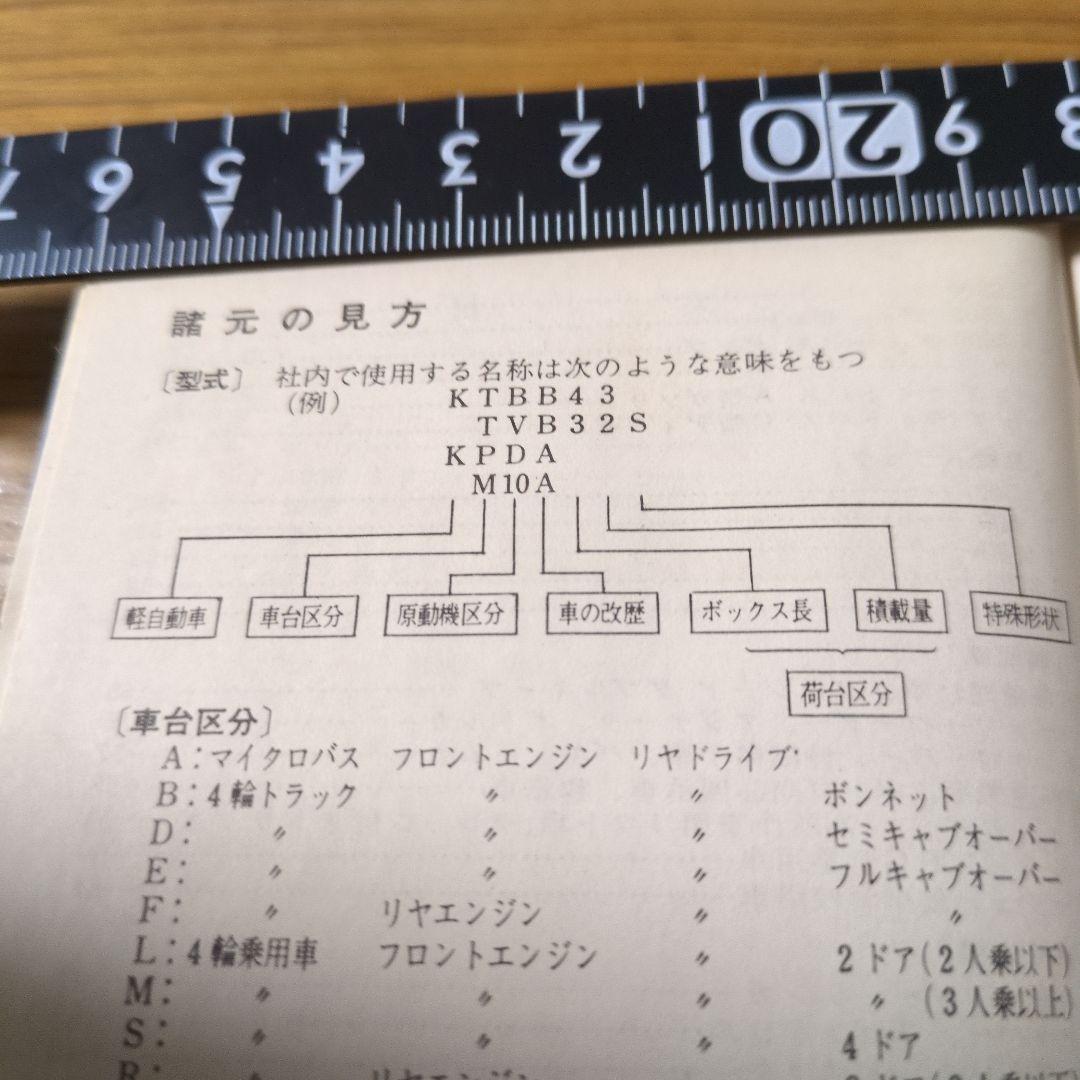 7 6 5 4 3 2 1 20 9 8
諸元の見方
〔型式〕 社内で使用する名称は次のような意味をもつ
(例) KTBB43
TVB32S
KPDA
M10A
軽自動車 車台区分 原動機区分 車の改歴 ボックス長 積載量 特殊形状
荷台区分
〔車台区分〕
A:マイクロバス フロントエンジン リヤドライブ
B:4輪トラック 〃 〃 ボンネット
D: 〃 〃 〃 セミキャブオーバー
E: 〃 〃 〃 フルキャブオーバー
F: 〃 リヤエンジン 〃 〃
L:4輪乗用車 フロントエンジン 〃 2ドア(2人乗以下)
M: 〃 〃 〃 〃 (3人乗以上)
S: 〃 〃 〃 4ドア
R: 〃 リヤエンジン